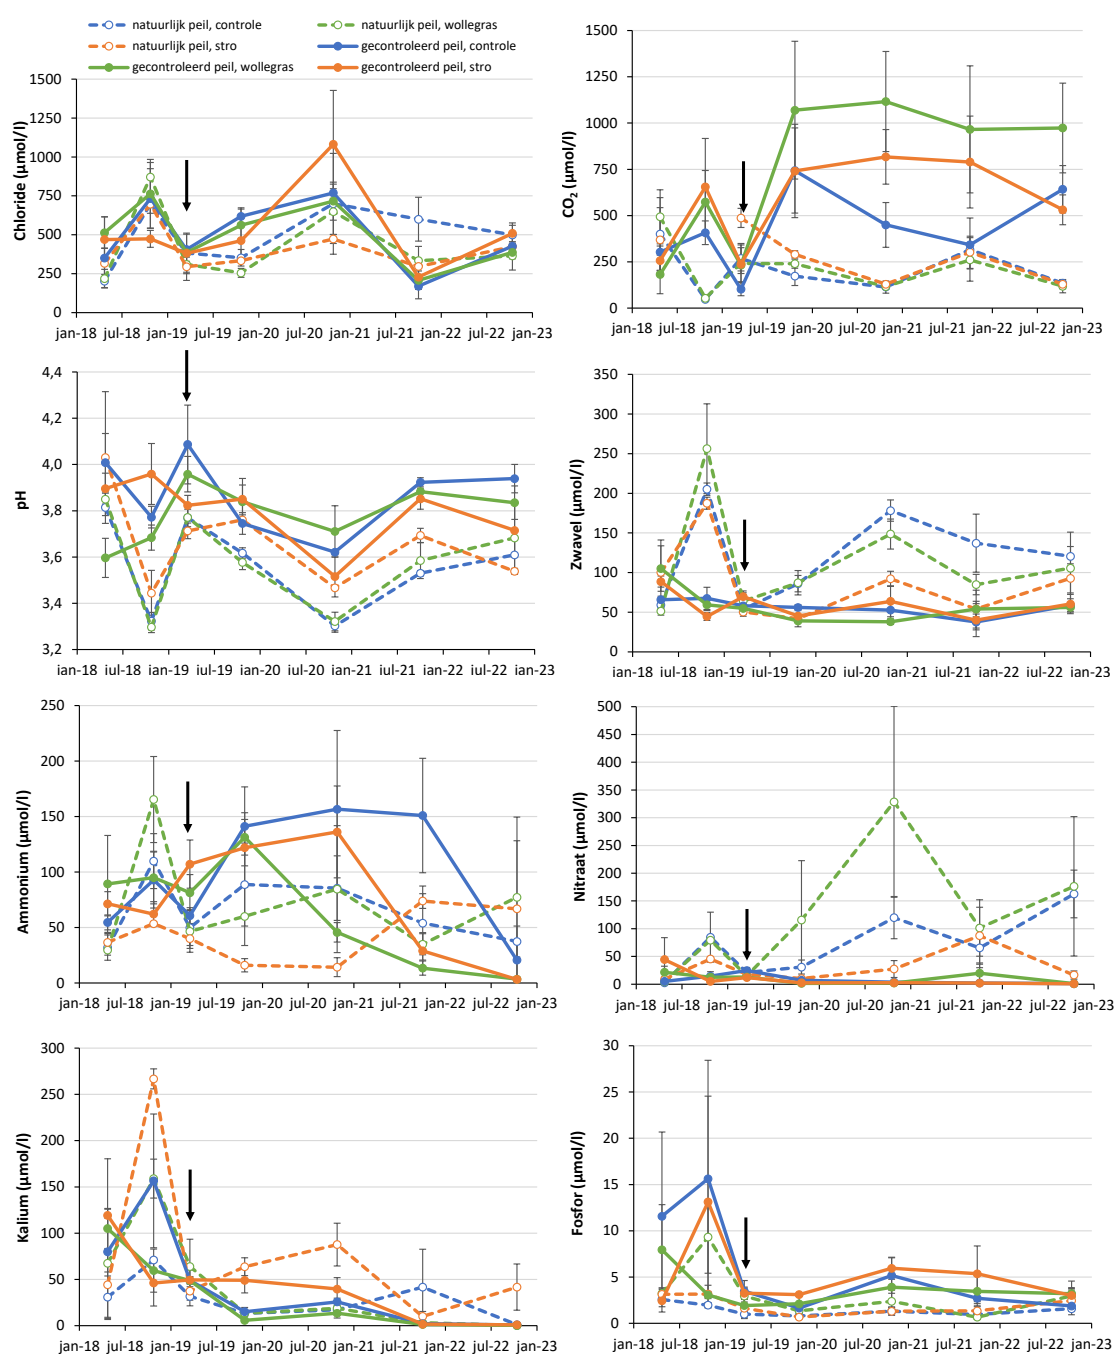 natuurlijk peil, controle
natuurlijk peil, wollegras
natuurlijk peil, stro
gecontroleerd peil, controle
gecontroleerd peil, wollegras
gecontroleerd peil, stro
Chloride (µmol/l)
1500
1250
1000
750
500
250
0
jan-18 jul-18 jan-19 jul-19 jan-20 jul-20 jan-21 jul-21 jan-22 jul-22 jan-23
CO2 (µmol/l)
1500
1250
1000
750
500
250
0
jan-18 jul-18 jan-19 jul-19 jan-20 jul-20 jan-21 jul-21 jan-22 jul-22 jan-23
pH
4,4
4,2
4,0
3,8
3,6
3,4
3,2
jan-18 jul-18 jan-19 jul-19 jan-20 jul-20 jan-21 jul-21 jan-22 jul-22 jan-23
Zwavel (µmol/l)
350
300
250
200
150
100
50
0
jan-18 jul-18 jan-19 jul-19 jan-20 jul-20 jan-21 jul-21 jan-22 jul-22 jan-23
Ammonium (µmol/l)
250
200
150
100
50
0
jan-18 jul-18 jan-19 jul-19 jan-20 jul-20 jan-21 jul-21 jan-22 jul-22 jan-23
Nitraat (µmol/l)
500
450
400
350
300
250
200
150
100
50
0
jan-18 jul-18 jan-19 jul-19 jan-20 jul-20 jan-21 jul-21 jan-22 jul-22 jan-23
Kalium (µmol/l)
300
250
200
150
100
50
0
jan-18 jul-18 jan-19 jul-19 jan-20 jul-20 jan-21 jul-21 jan-22 jul-22 jan-23
Fosfor (µmol/l)
30
25
20
15
10
5
0
jan-18 jul-18 jan-19 jul-19 jan-20 jul-20 jan-21 jul-21 jan-22 jul-22 jan-23